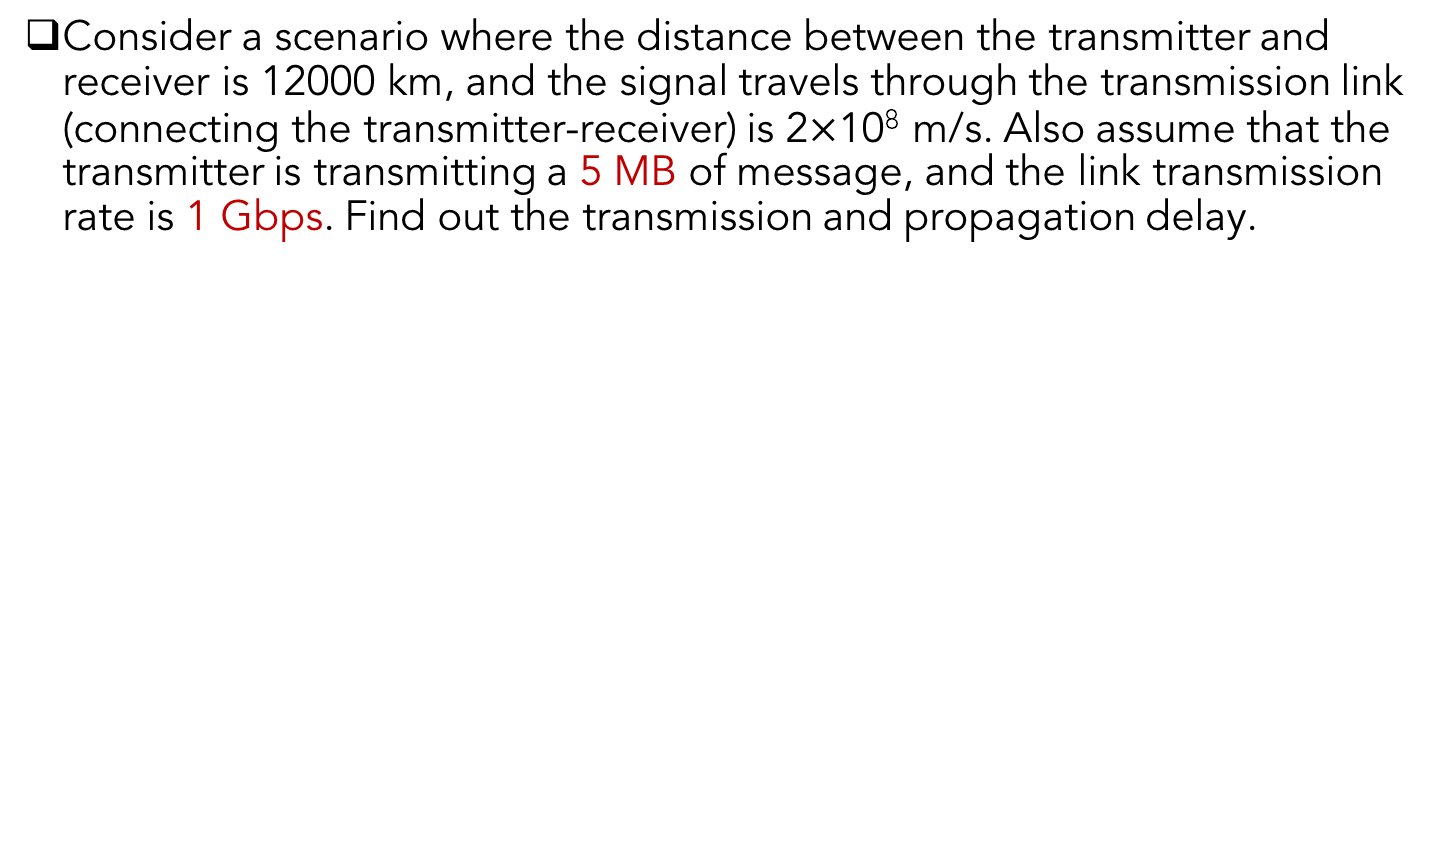 ❑Consider a scenario where the distance between the transmitter and
receiver is 12000 km, and the signal travels through the transmission link
(connecting the transmitter-receiver) is 2×10⁸ m/s. Also assume that the
transmitter is transmitting a 5 MB of message, and the link transmission
rate is 1 Gbps. Find out the transmission and propagation delay.